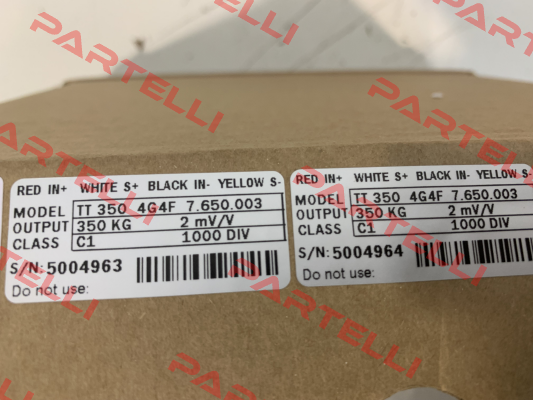 RED IN+ WHITE S+ BLACK IN- YELLOW S-
MODEL TT 350 4G4F 7.650.003
OUTPUT 350 KG 2 mV/V
CLASS C1 1000 DIV
S/N: 5004963
Do not use:
RED IN+ WHITE S+ BLACK IN- YELLOW S-
MODEL TT 350 4G4F 7.650.003
OUTPUT 350 KG 2 mV/V
CLASS C1 1000 DIV
S/N: 5004964
Do not use:
PARTELLI
PARTELLI
PARTELLI
PARTELLI
PARTELLI